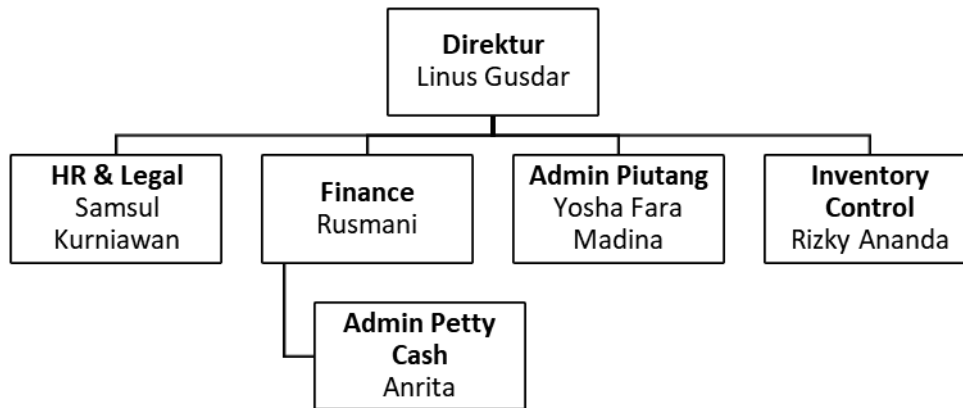 Direktur
Linus Gusdar
HR & Legal
Samsul
Kurniawan
Finance
Rusmani
Admin Piutang
Yosha Fara
Madina
Inventory
Control
Rizky Ananda
Admin Petty
Cash
Anrita